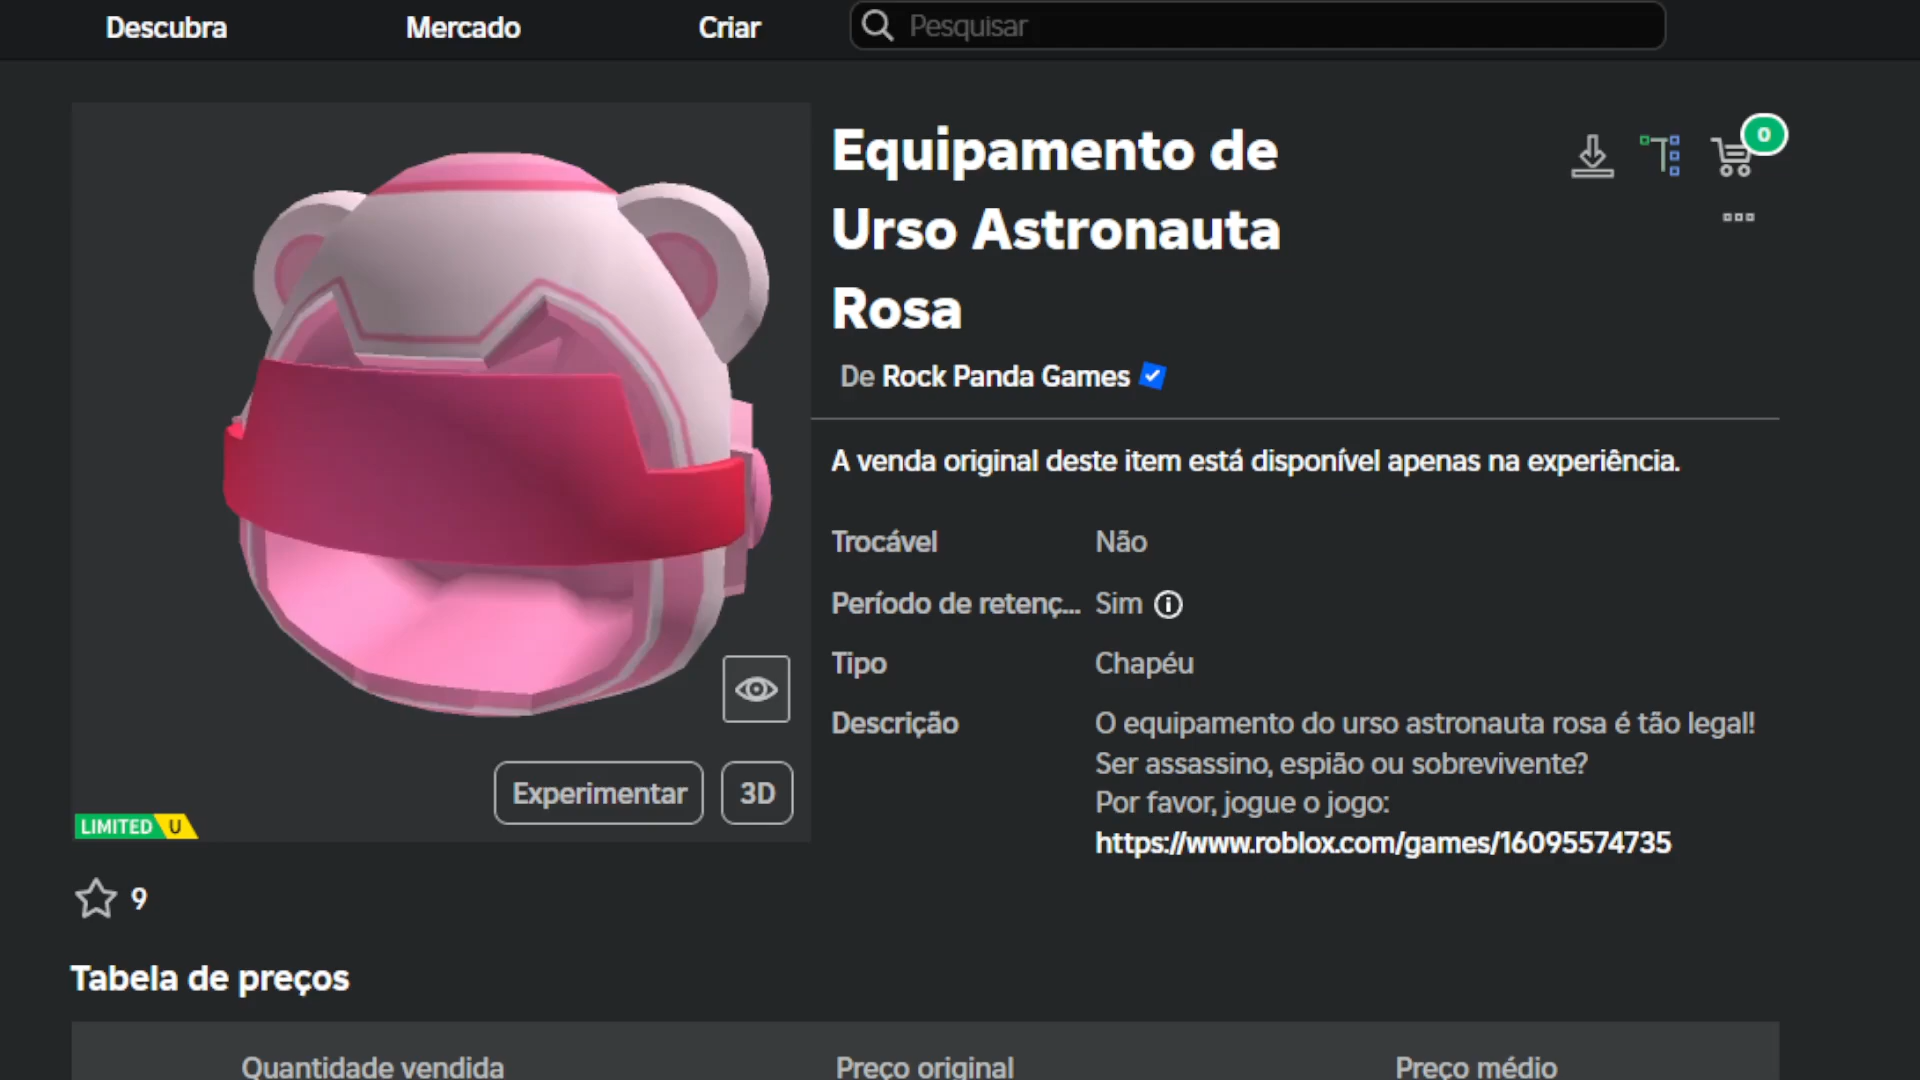 Descubra
Mercado
Criar
Pesquisar
Equipamento de
Urso Astronauta
Rosa
0
De Rock Panda Games
A venda original deste item está disponível apenas na experiência.
Trocável Não
Período de retenç... Sim
Tipo Chapéu
Descrição O equipamento do urso astronauta rosa é tão legal!
Ser assassino, espião ou sobrevivente?
Por favor, jogue o jogo:
https://www.roblox.com/games/16095574735
Experimentar
3D
LIMITED U
9
Tabela de preços
Quantidade vendida
Preço original
Preço médio